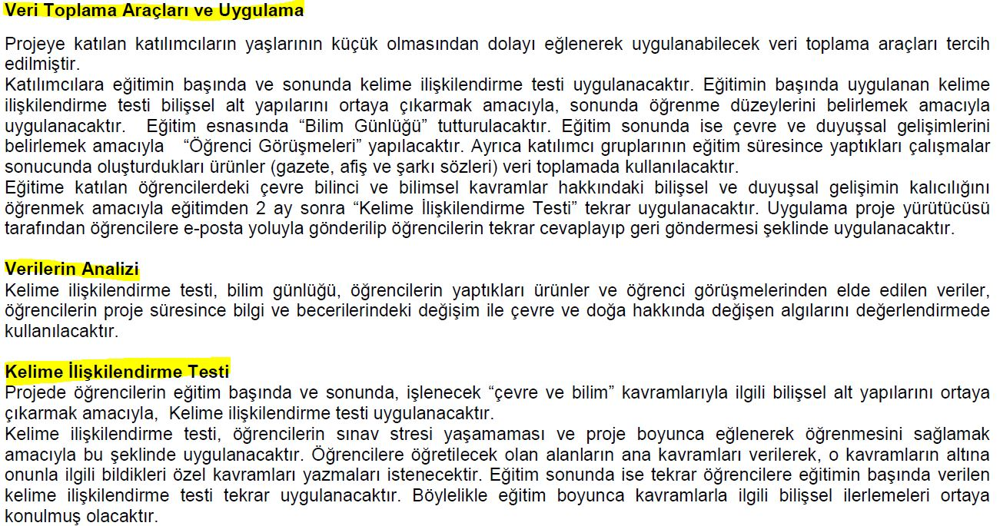 Veri Toplama Araçları ve Uygulama
Projeye katılan katılımcıların yaşlarının küçük olmasından dolayı eğlenerek uygulanabilecek veri toplama araçları tercih
edilmiştir.
Katılımcılara eğitimin başında ve sonunda kelime ilişkilendirme testi uygulanacaktır. Eğitimin başında uygulanan kelime
ilişkilendirme testi bilişsel alt yapılarını ortaya çıkarmak amacıyla, sonunda öğrenme düzeylerini belirlemek amacıyla
uygulanacaktır. Eğitim esnasında “Bilim Günlüğü” tutturulacaktır. Eğitim sonunda ise çevre ve duyuşsal gelişimlerini
belirlemek amacıyla “Öğrenci Görüşmeleri” yapılacaktır. Ayrıca katılımcı gruplarının eğitim süresince yaptıkları çalışmalar
sonucunda oluşturdukları ürünler (gazete, afiş ve şarkı sözleri) veri toplamada kullanılacaktır.
Eğitime katılan öğrencilerdeki çevre bilinci ve bilimsel kavramlar hakkındaki bilişsel ve duyuşsal gelişimin kalıcılığını
öğrenmek amacıyla eğitimden 2 ay sonra “Kelime İlişkilendirme Testi” tekrar uygulanacaktır. Uygulama proje yürütücüsü
tarafından öğrencilere e-posta yoluyla gönderilip öğrencilerin tekrar cevaplayıp geri göndermesi şeklinde uygulanacaktır.
Verilerin Analizi
Kelime ilişkilendirme testi, bilim günlüğü, öğrencilerin yaptıkları ürünler ve öğrenci görüşmelerinden elde edilen veriler,
öğrencilerin proje süresince bilgi ve becerilerindeki değişim ile çevre ve doğa hakkında değişen algılarını değerlendirmede
kullanılacaktır.
Kelime İlişkilendirme Testi
Projede öğrencilerin eğitim başında ve sonunda, işlenecek “çevre ve bilim” kavramlarıyla ilgili bilişsel alt yapılarını ortaya
çıkarmak amacıyla, Kelime ilişkilendirme testi uygulanacaktır.
Kelime ilişkilendirme testi, öğrencilerin sınav stresi yaşamaması ve proje boyunca eğlenerek öğrenmesini sağlamak
amacıyla bu şeklinde uygulanacaktır. Öğrencilere öğretilecek olan alanların ana kavramları verilerek, o kavramların altına
onunla ilgili bildikleri özel kavramları yazmaları istenecektir. Eğitim sonunda ise tekrar öğrencilere eğitimin başında verilen
kelime ilişkilendirme testi tekrar uygulanacaktır. Böylelikle eğitim boyunca kavramlarla ilgili bilişsel ilerlemeleri ortaya
konulmuş olacaktır.